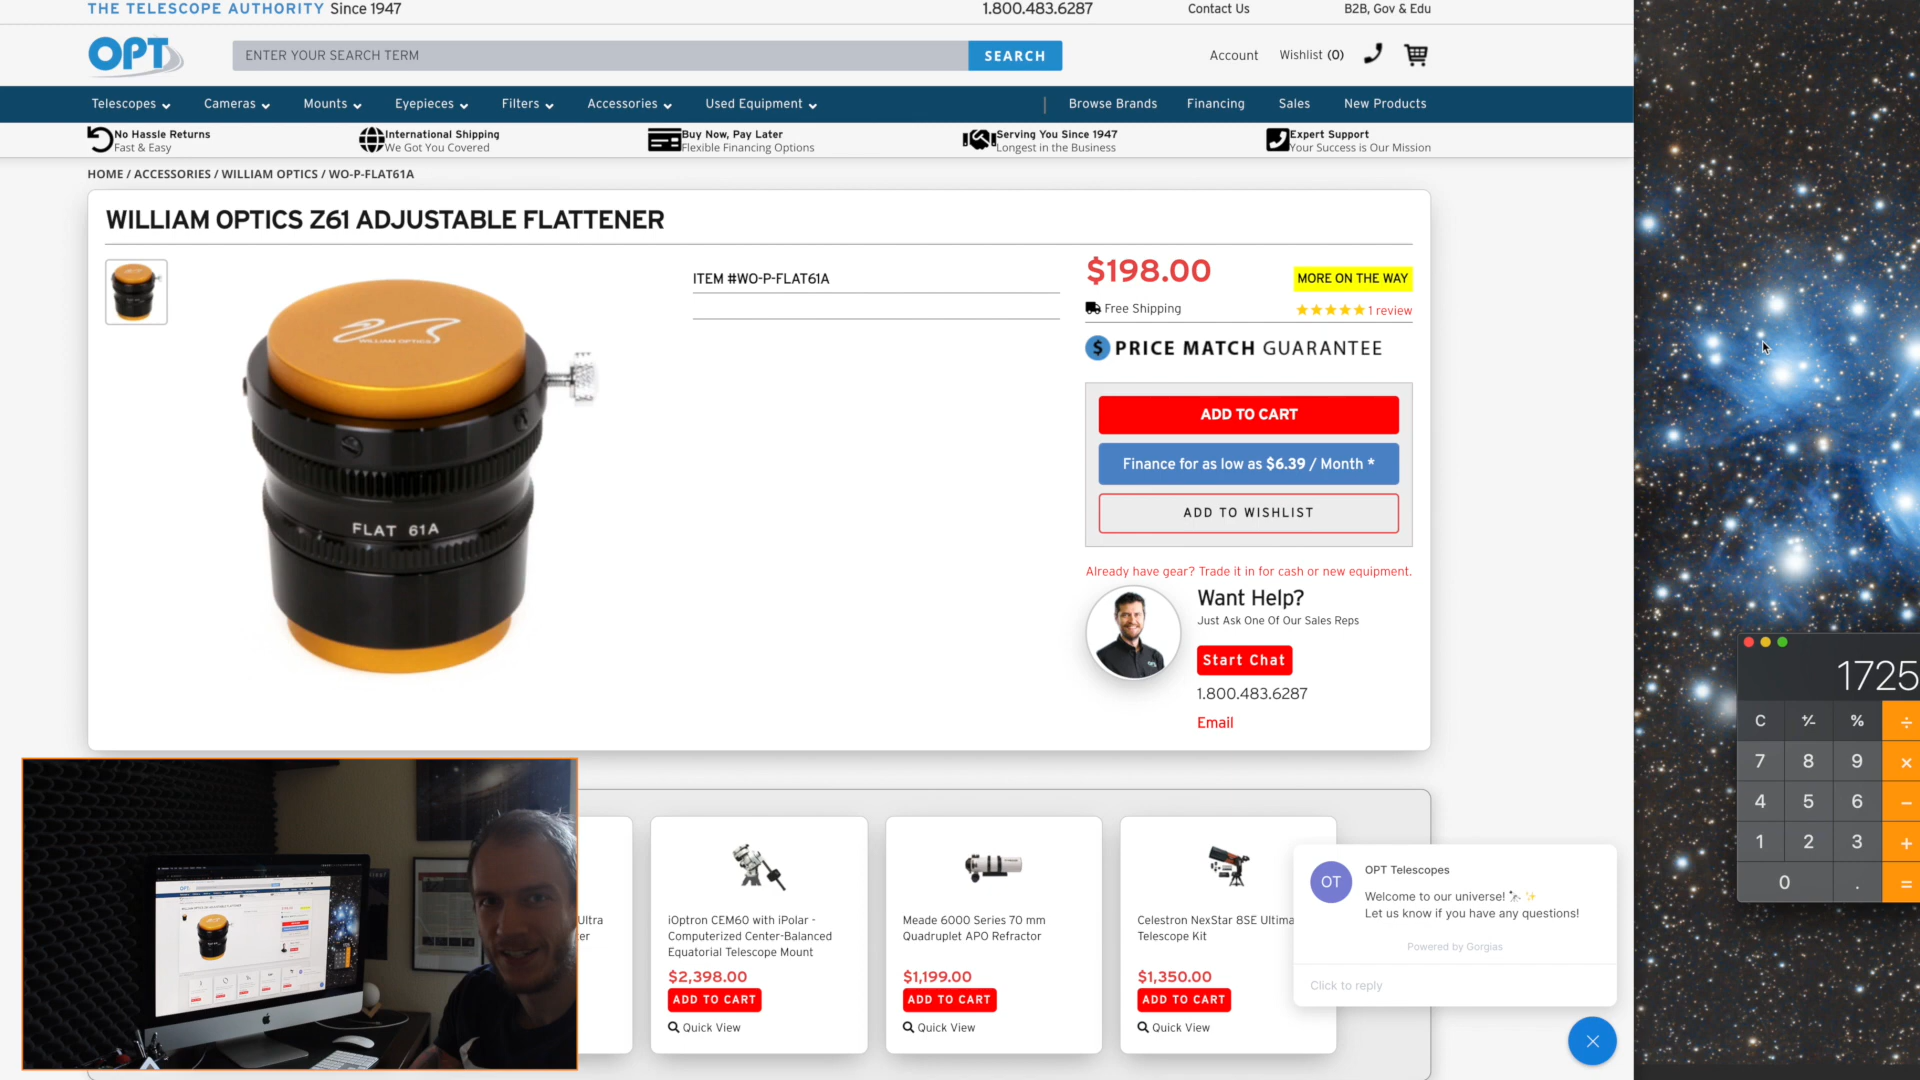 THE TELESCOPE AUTHORITY Since 1947
1.800.483.6287
Contact Us
B2B, Gov & Edu
OPT
ENTER YOUR SEARCH TERM
SEARCH
Account
Wishlist (0)
Telescopes
Cameras
Mounts
Eyepieces
Filters
Accessories
Used Equipment
Browse Brands
Financing
Sales
New Products
No Hassle Returns
Fast & Easy
International Shipping
We Got You Covered
Buy Now, Pay Later
Flexible Financing Options
Serving You Since 1947
Longest in the Business
Expert Support
Your Success is Our Mission
HOME / ACCESSORIES / WILLIAM OPTICS / WO-P-FLAT61A
WILLIAM OPTICS Z61 ADJUSTABLE FLATTENER
WILLIAM OPTICS
FLAT 61A
ITEM #WO-P-FLAT61A
$198.00
MORE ON THE WAY
Free Shipping
1 review
$ PRICE MATCH GUARANTEE
ADD TO CART
Finance for as low as $6.39 / Month *
ADD TO WISHLIST
Already have gear? Trade it in for cash or new equipment.
Want Help?
Just Ask One Of Our Sales Reps
Start Chat
1.800.483.6287
Email
1725
C +/- % ÷
7 8 9 ×
4 5 6 −
1 2 3 +
0 . =
Ultra
er
iOptron CEM60 with iPolar -
Computerized Center-Balanced
Equatorial Telescope Mount
$2,398.00
ADD TO CART
Quick View
Meade 6000 Series 70 mm
Quadruplet APO Refractor
$1,199.00
ADD TO CART
Quick View
Celestron NexStar 8SE Ultima
Telescope Kit
$1,350.00
ADD TO CART
Quick View
OT
OPT Telescopes
Welcome to our universe!
Let us know if you have any questions!
Powered by Gorgias
Click to reply